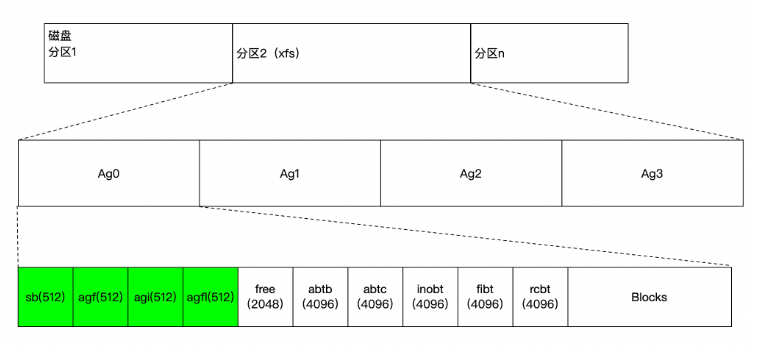 磁盘
分区1
分区2（xfs）
分区n
Ag0
Ag1
Ag2
Ag3
sb(512)
agf(512)
agi(512)
agfl(512)
free
(2048)
abtb
(4096)
abtc
(4096)
inobt
(4096)
fibt
(4096)
rcbt
(4096)
Blocks